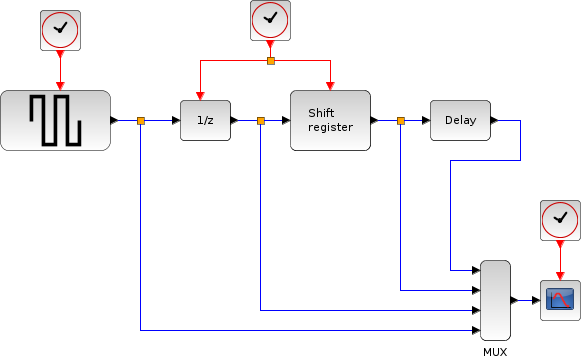 1/z
Shift
register
Delay
MUX